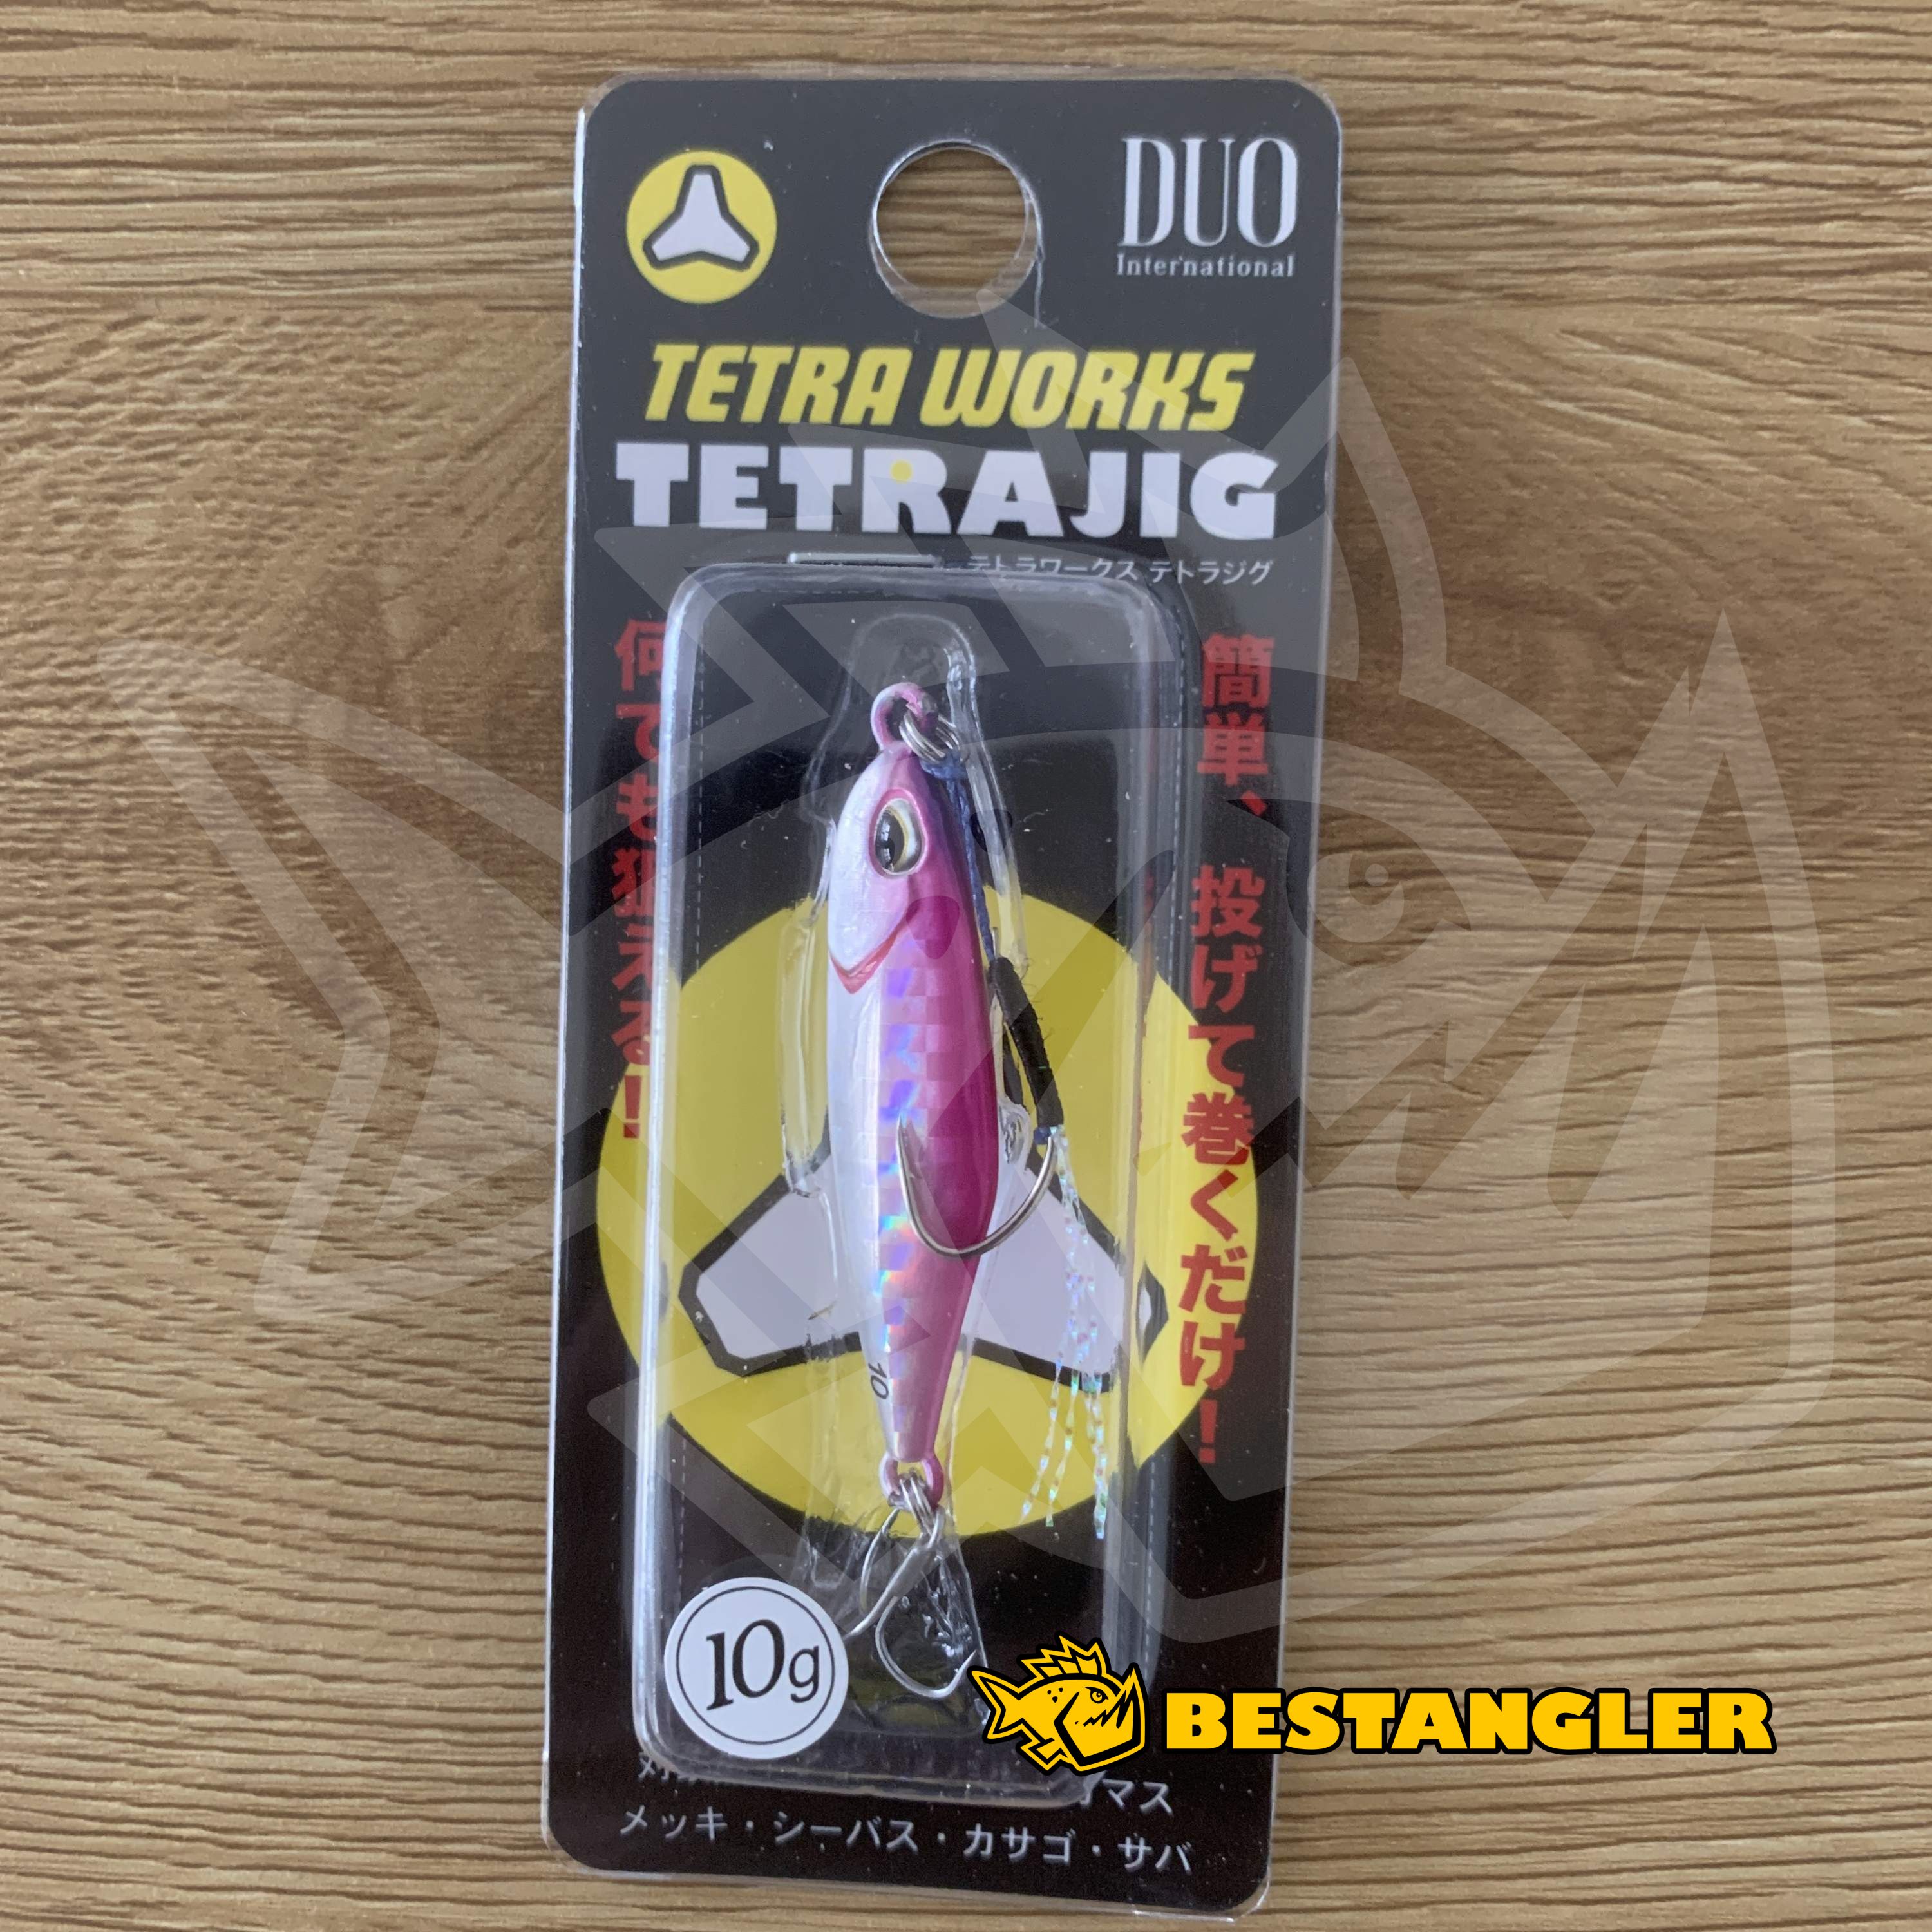 DUO
International
TETRA WORKS
TETRAJIG
テトラワークス テトラジグ
簡単、投げて巻くだけ!
何でも狙える!
10
10g
BESTANGLER
マス
メッキ・シーバス・カサゴ・サバ